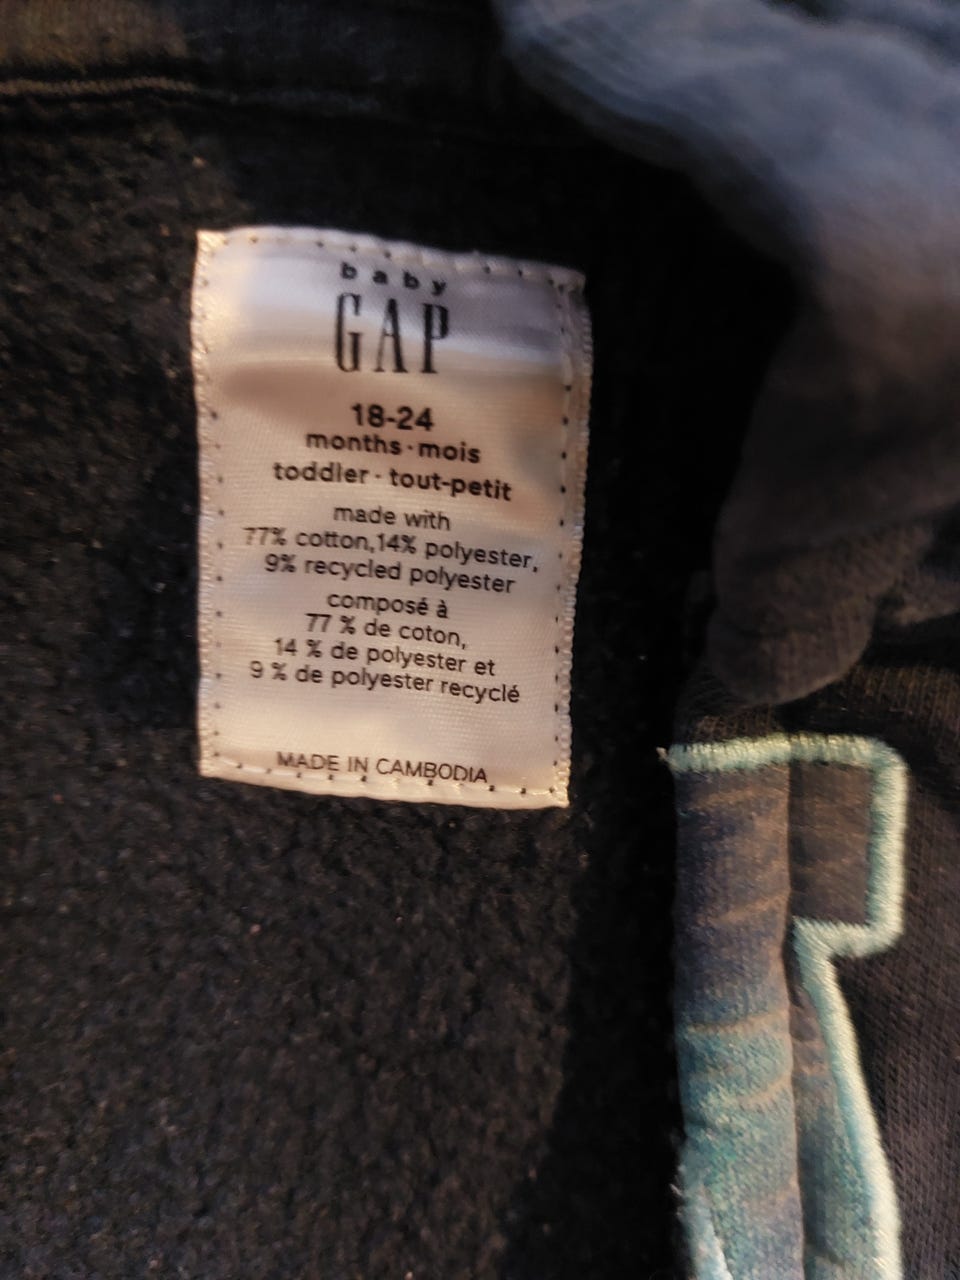 baby
GAP
18-24
months · mois
toddler · tout-petit
made with
77% cotton,14% polyester,
9% recycled polyester
composé à
77 % de coton,
14 % de polyester et
9 % de polyester recyclé
MADE IN CAMBODIA